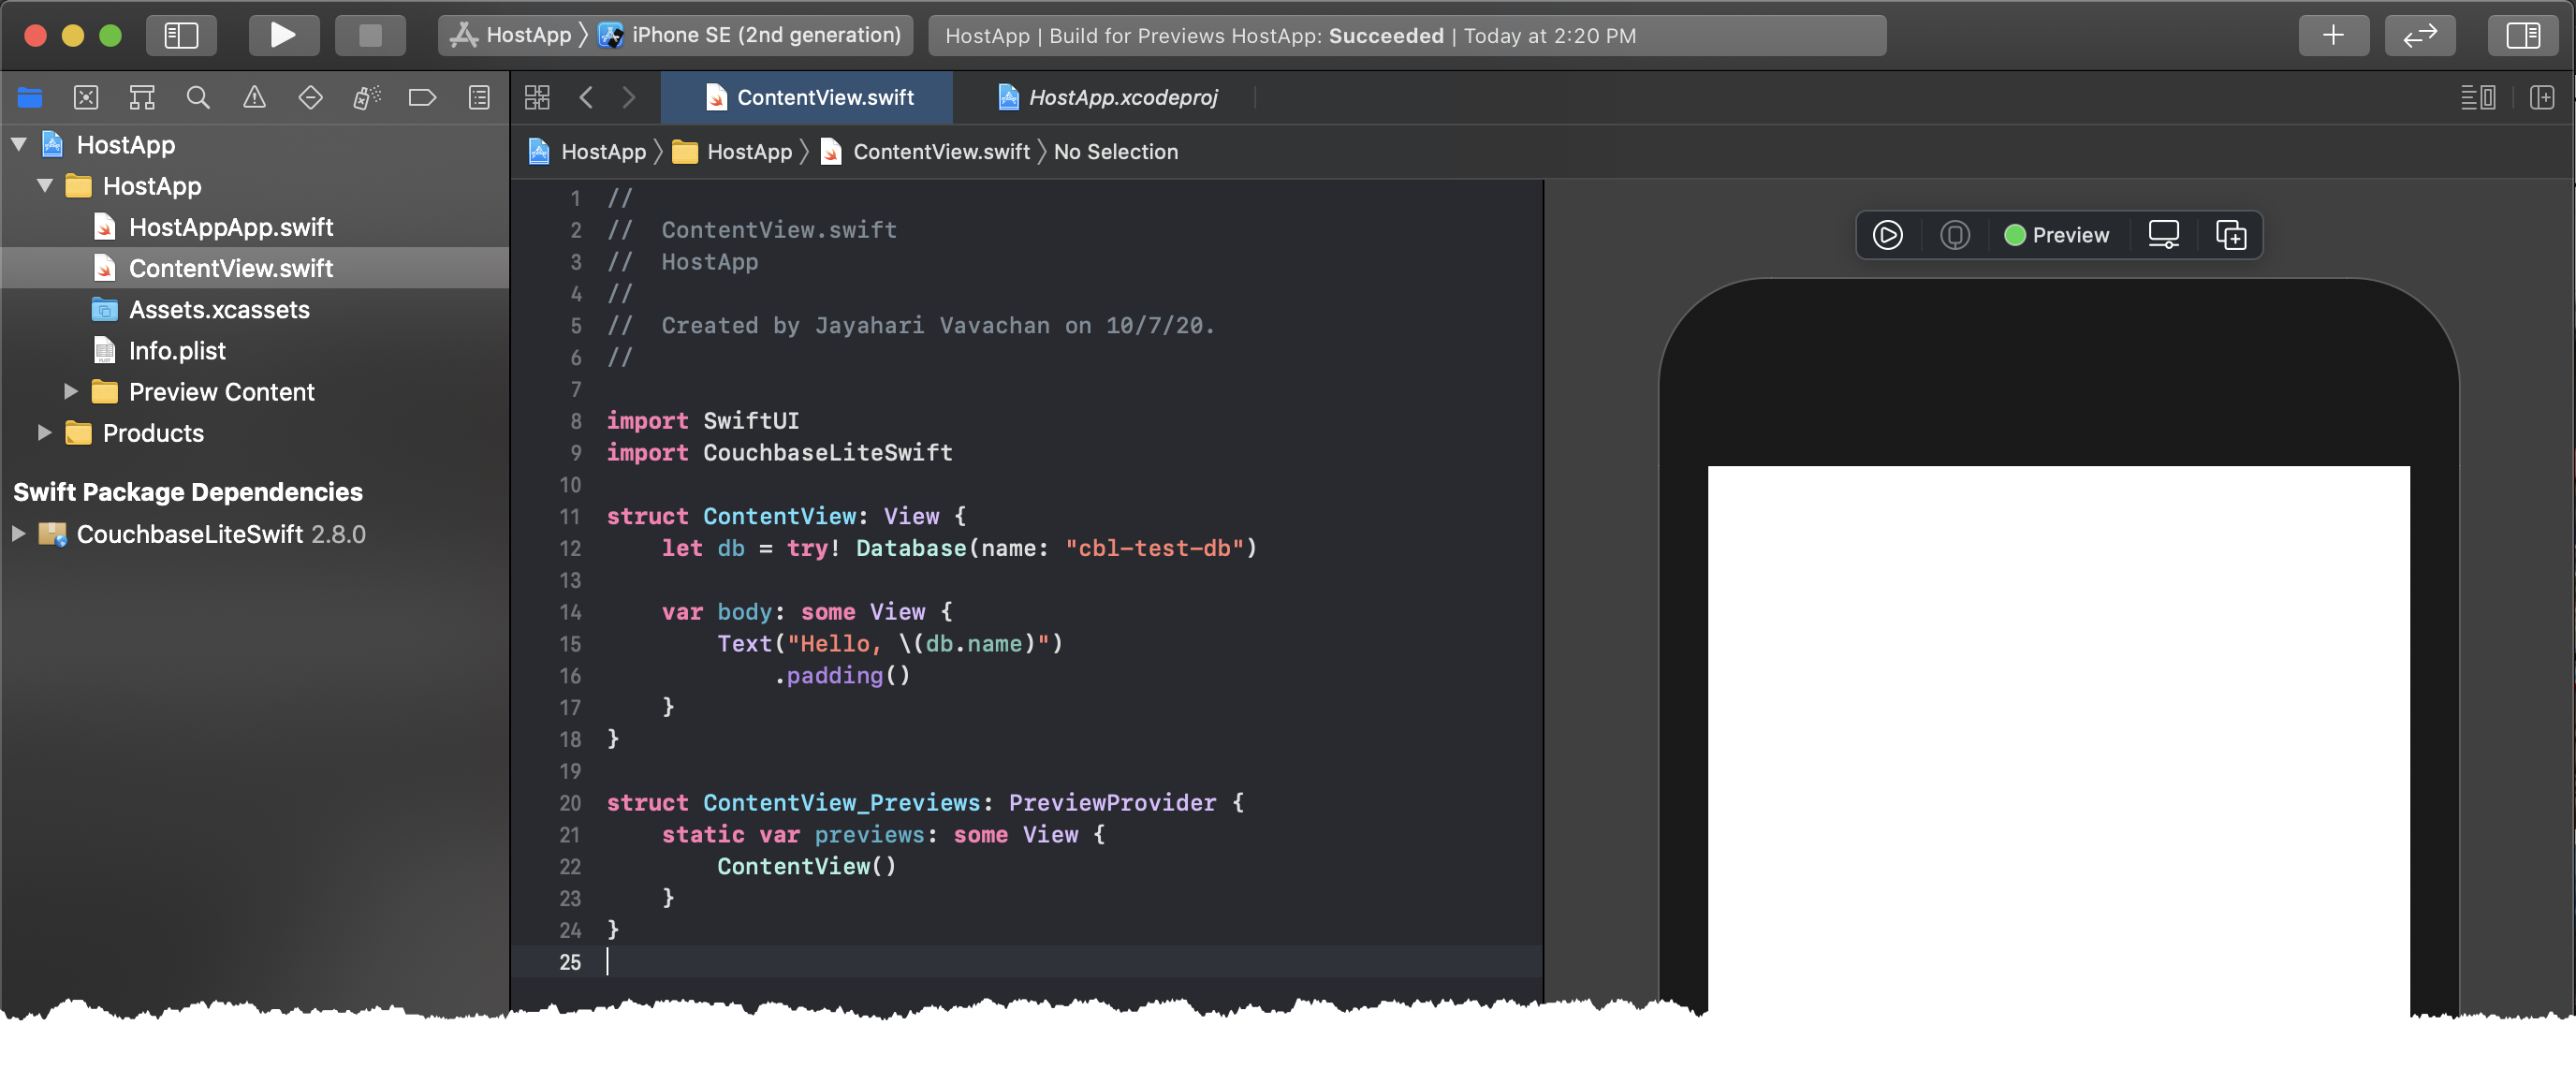 HostApp 〉 iPhone SE (2nd generation)
HostApp | Build for Previews HostApp: Succeeded | Today at 2:20 PM
ContentView.swift
HostApp.xcodeproj
HostApp 〉 HostApp 〉 ContentView.swift 〉 No Selection
HostApp
HostApp
HostAppApp.swift
ContentView.swift
Assets.xcassets
Info.plist
Preview Content
Products
Swift Package Dependencies
CouchbaseLiteSwift 2.8.0
1 //
2 //  ContentView.swift
3 //  HostApp
4 //
5 //  Created by Jayahari Vavachan on 10/7/20.
6 //
7
8 import SwiftUI
9 import CouchbaseLiteSwift
10
11 struct ContentView: View {
12     let db = try! Database(name: "cbl-test-db")
13
14     var body: some View {
15         Text("Hello, \(db.name)")
16             .padding()
17     }
18 }
19
20 struct ContentView_Previews: PreviewProvider {
21     static var previews: some View {
22         ContentView()
23     }
24 }
25
Preview